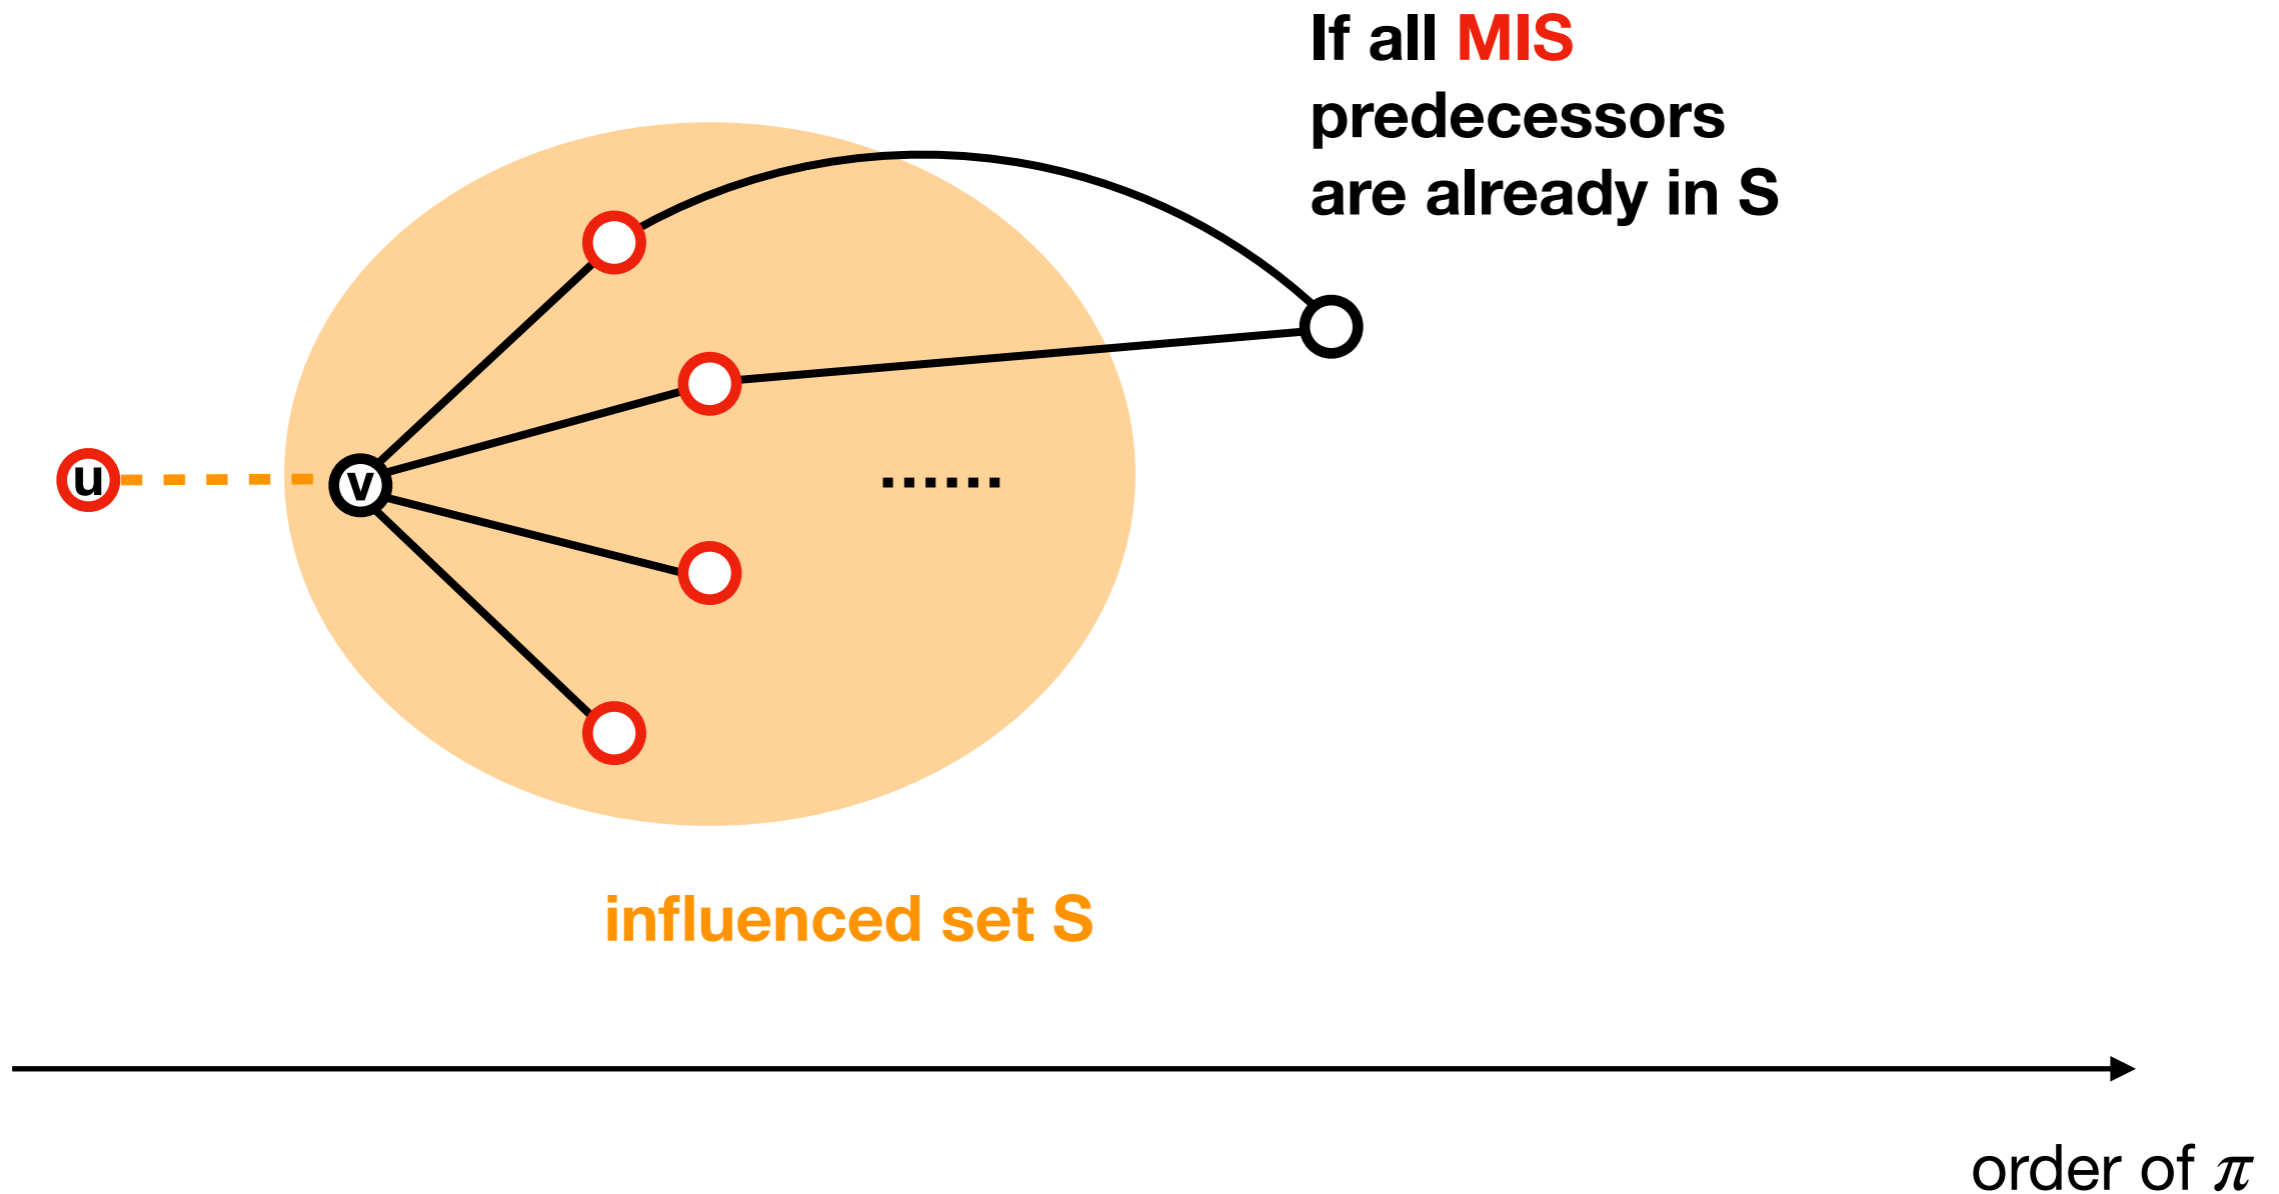 If all MIS
predecessors
are already in S
u
v
......
influenced set S
order of π